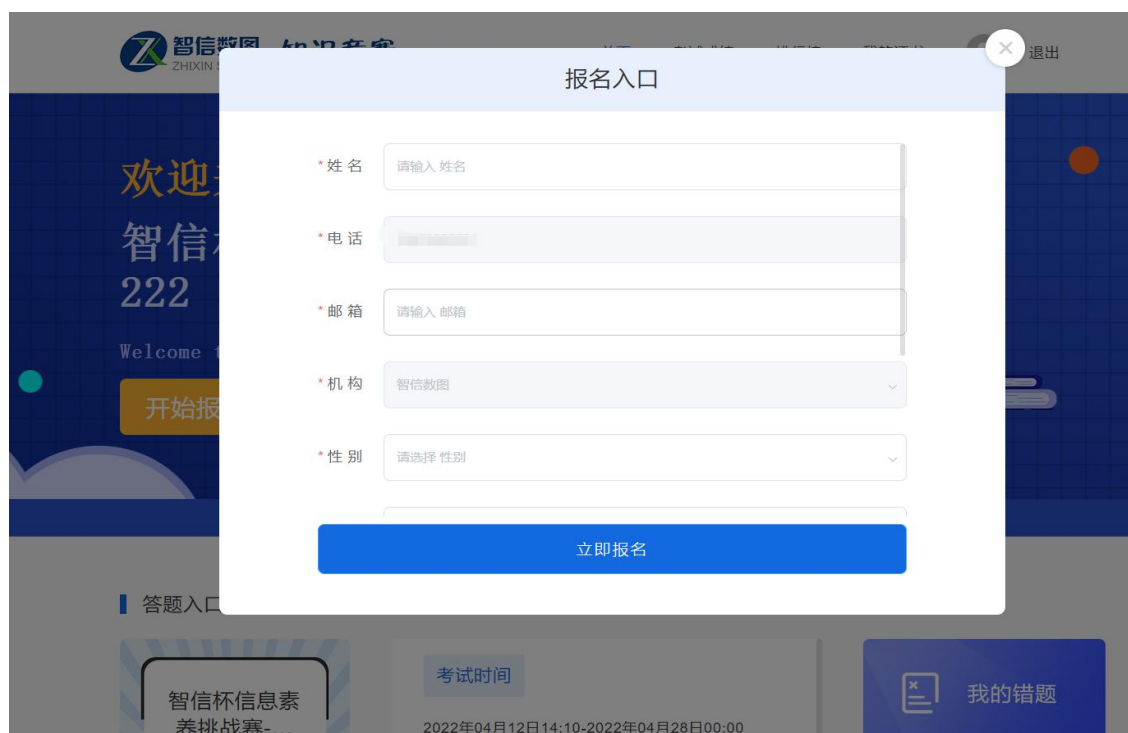 智信数图
ZHIXIN
退出
报名入口
欢迎
智信
222
Welcome t
开始报
*姓 名
请输入 姓名
*电 话
*邮 箱
请输入 邮箱
*机 构
智信数图
*性 别
请选择 性别
立即报名
答题入口
智信杯信息素
养挑战赛-...
考试时间
2022年04月12日14:10-2022年04月28日00:00
我的错题